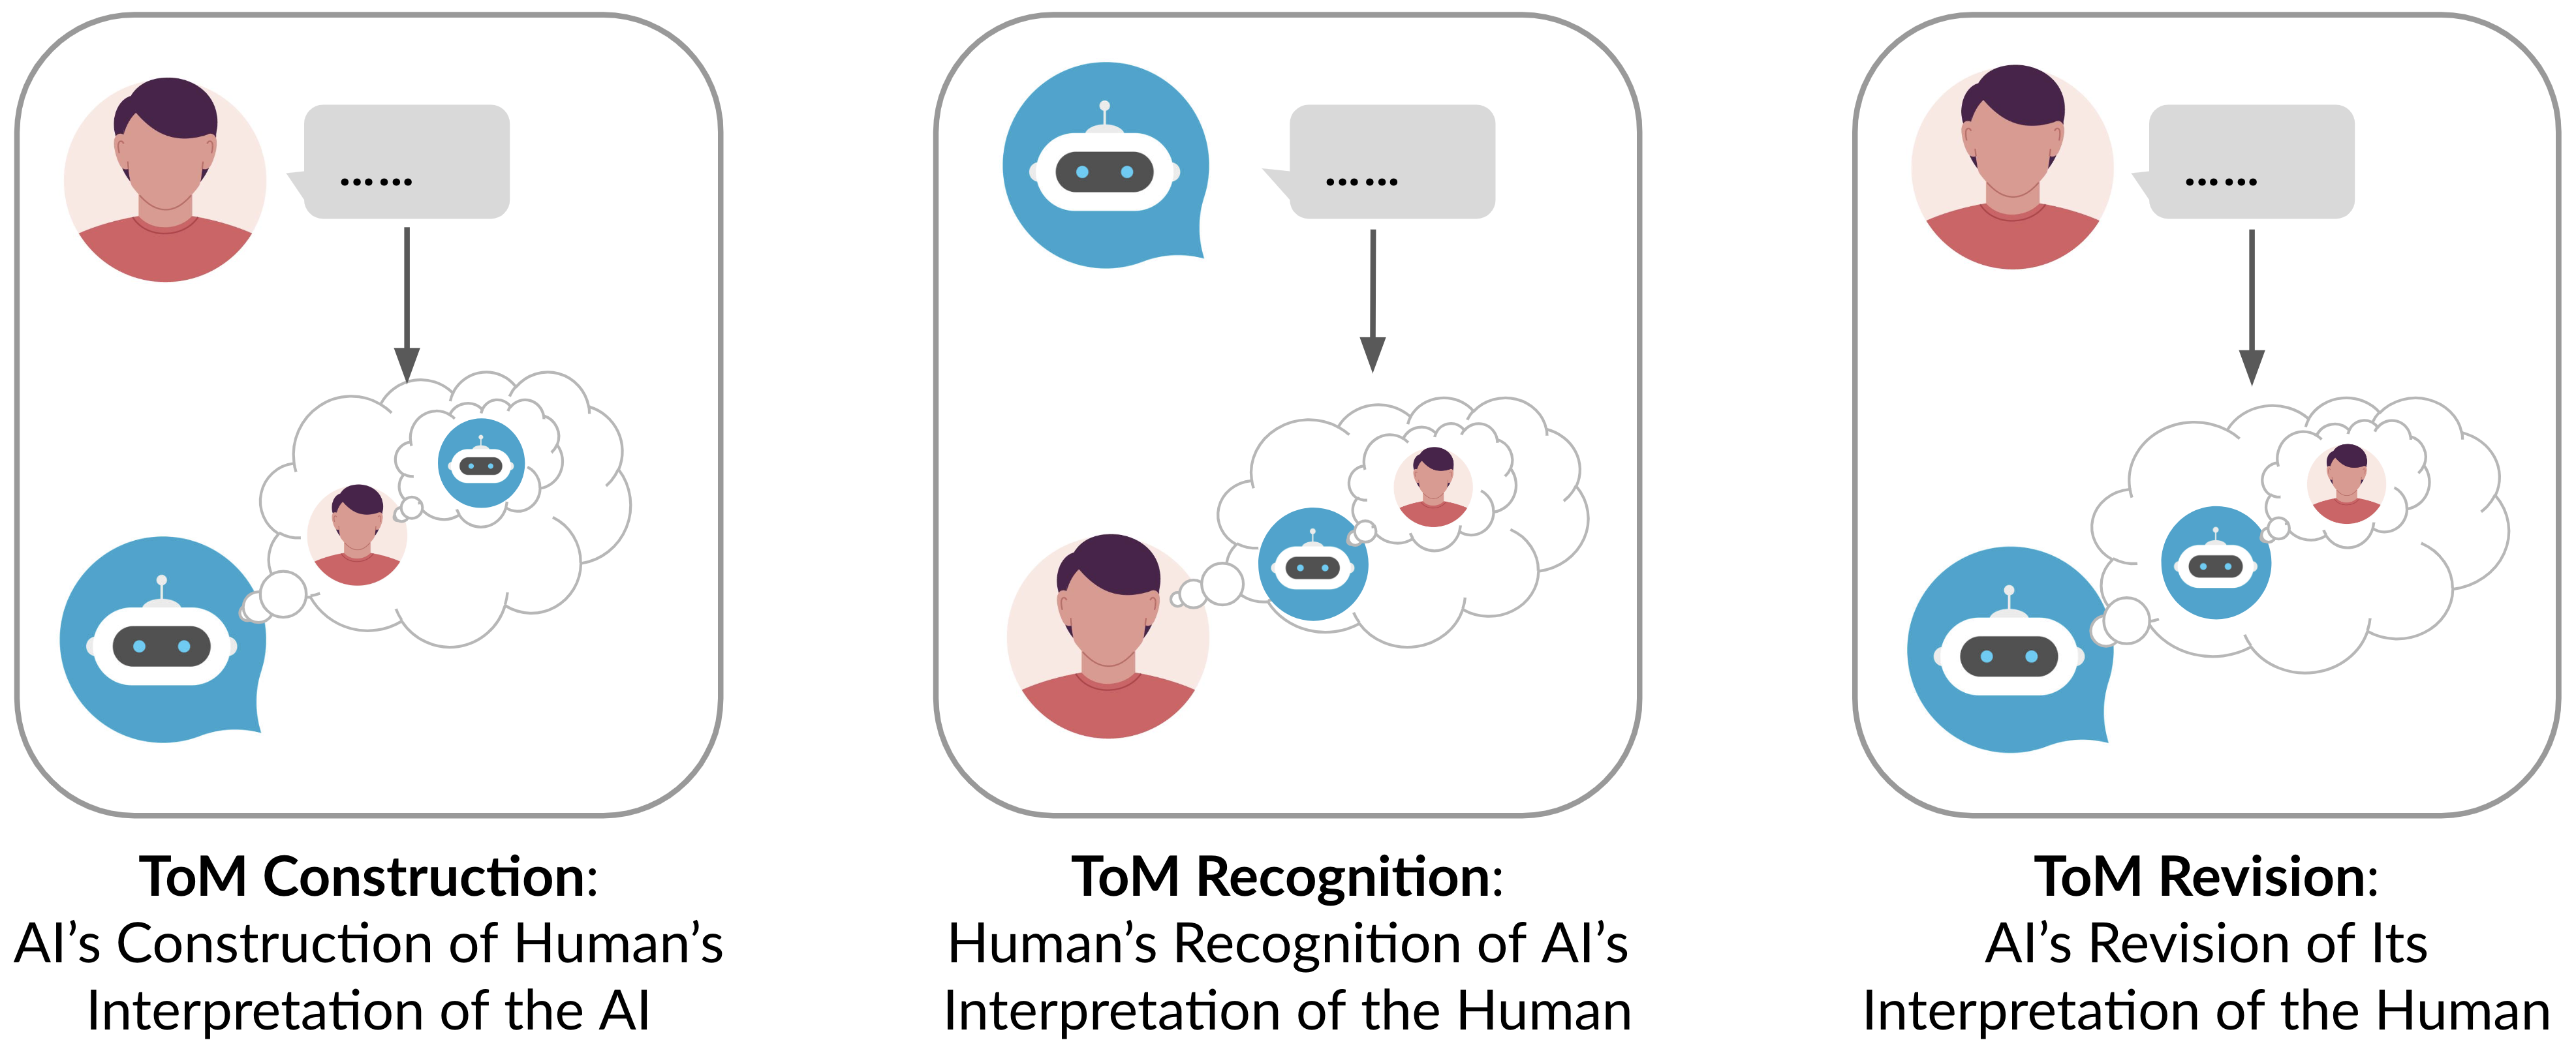 ......
......
......
ToM Construction:
AI’s Construction of Human’s
Interpretation of the AI
ToM Recognition:
Human’s Recognition of AI’s
Interpretation of the Human
ToM Revision:
AI’s Revision of Its
Interpretation of the Human